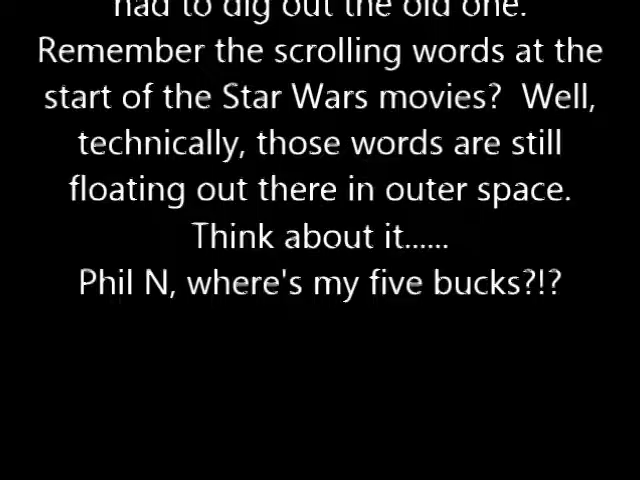 had to dig out the old one.
Remember the scrolling words at the
start of the Star Wars movies?  Well,
technically, those words are still
floating out there in outer space.
Think about it......
Phil N, where's my five bucks?!?